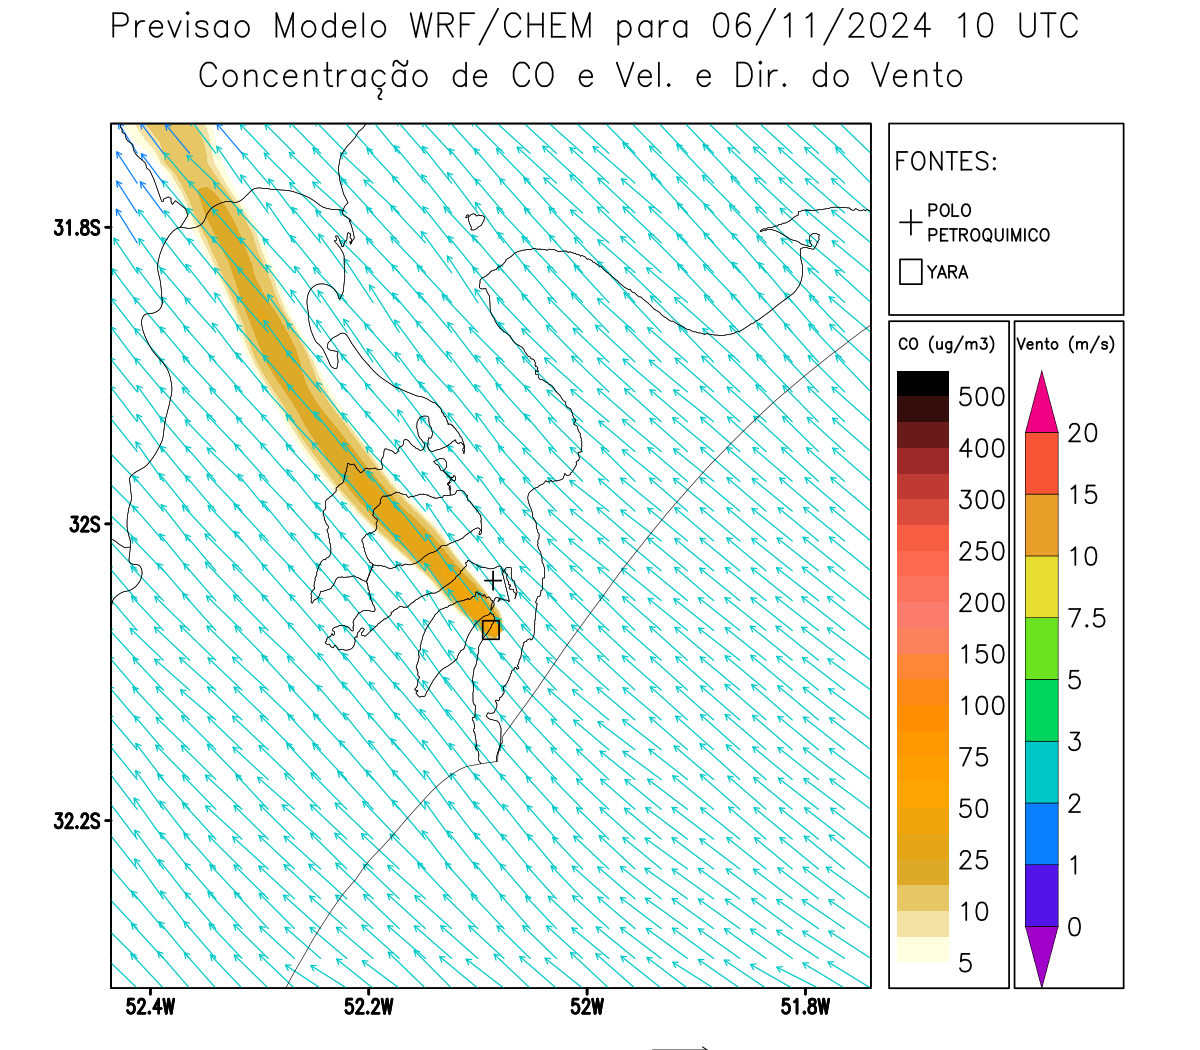 Previsao Modelo WRF/CHEM para 06/11/2024 10 UTC
Concentração de CO e Vel. e Dir. do Vento
FONTES:
POLO
PETROQUIMICO
YARA
CO (ug/m3)
500
400
300
250
200
150
100
75
50
25
10
5
Vento (m/s)
20
15
10
7.5
5
3
2
1
0
31.8S
32S
32.2S
52.4W
52.2W
52W
51.8W